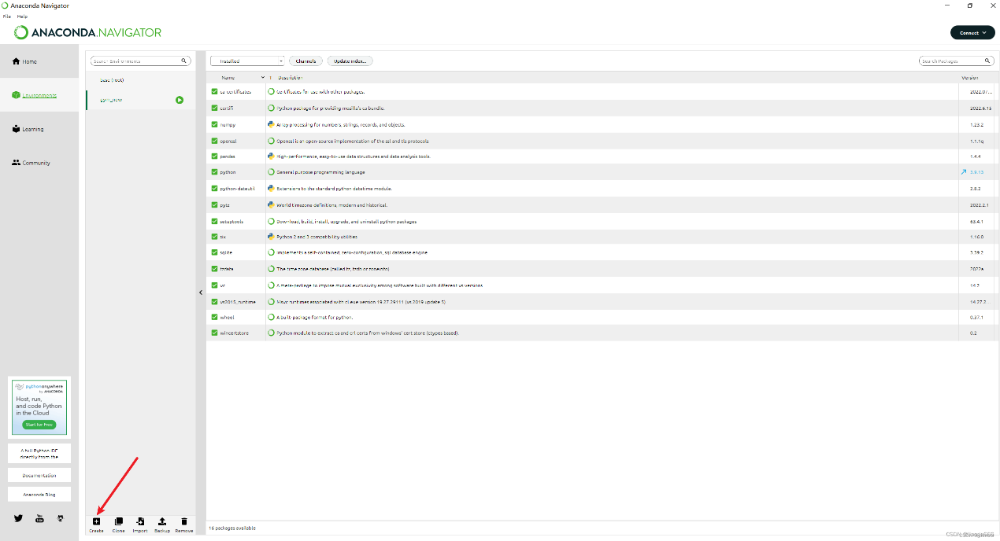 Anaconda Navigator
File Help
ANACONDA.NAVIGATOR
Connect
Home
Environments
Learning
Community
Search Environments
base (root)
gym_new
Installed
Channels
Update index...
Search Packages
Name
T
Description
Version
ca-certificates
Certificates for use with other packages.
2022.07...
certifi
Python package for providing mozilla's ca bundle.
2022.6.15
numpy
Array processing for numbers, strings, records, and objects.
1.23.2
openssl
Openssl is an open-source implementation of the ssl and tls protocols
1.1.1q
pandas
High-performance, easy-to-use data structures and data analysis tools.
1.4.4
python
General purpose programming language
3.9.13
python-dateutil
Extensions to the standard python datetime module.
2.8.2
pytz
World timezone definitions, modern and historical.
2022.2.1
setuptools
Download, build, install, upgrade, and uninstall python packages
63.4.1
six
Python 2 and 3 compatibility utilities
1.16.0
sqlite
Implements a self-contained, zero-configuration, sql database engine
3.39.2
tzdata
The time zone database (called tz, tzdb or zoneinfo)
2022a
vc
A meta-package to impose mutual exclusivity among software built with different vs versions
14.2
vs2015_runtime
Msvc runtimes associated with cl.exe version 19.27.29111 (vs 2019 update 5)
14.27.2...
wheel
A built-package format for python.
0.37.1
wincertstore
Python module to extract ca and crl certs from windows' cert store (ctypes based).
0.2
pythonanywhere
by ANACONDA
Host, run,
and code Python
in the Cloud
Start for Free
A full Python IDE
directly from the
Documentation
Anaconda Blog
You
Tube
Create
Clone
Import
Backup
Remove
16 packages available